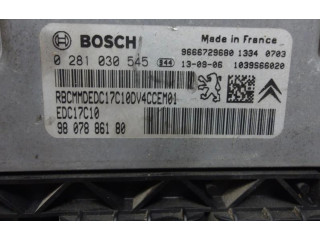 BOSCH
Made in France
9666729680 1334 0703
0 281 030 545 S44 13-09-06 1039S66020
RBCMMDEDC17C10DV4CCEM01
EDC17C10
98 078 861 80